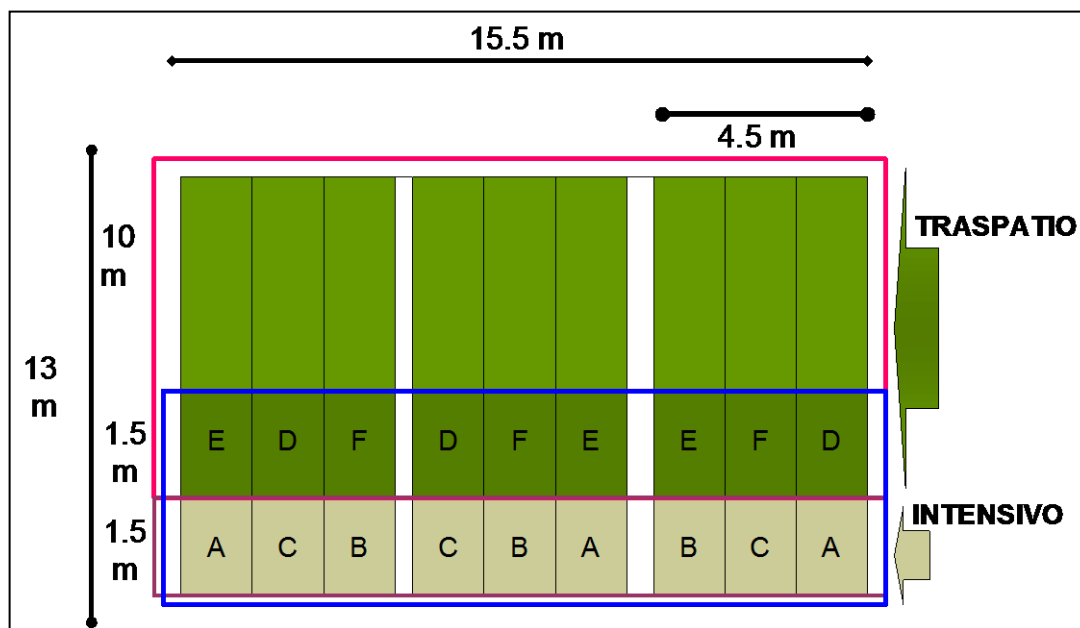 15.5 m
4.5 m
10
m
TRASPATIO
13
m
1.5
m
E D F D F E E F D
1.5
m
INTENSIVO
A C B C B A B C A